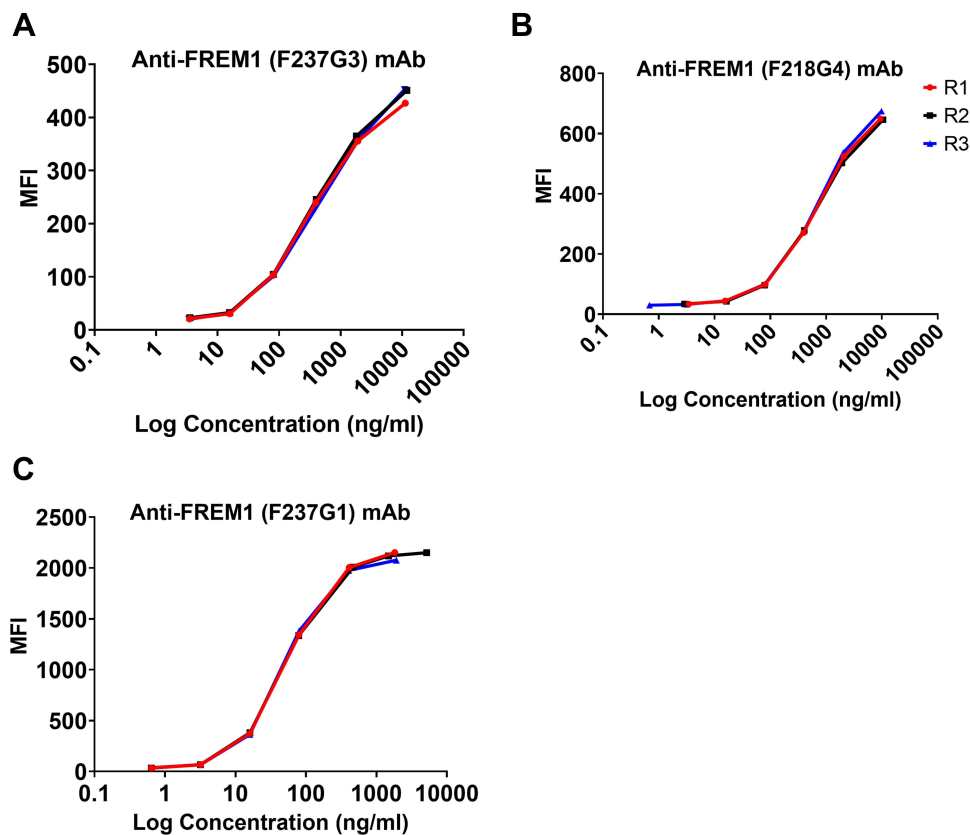 A
Anti-FREM1 (F237G3) mAb
500
400
300
200
100
0
MFI
0.1
1
10
100
1000
10000
100000
Log Concentration (ng/ml)
B
Anti-FREM1 (F218G4) mAb
800
600
400
200
0
MFI
0.1
1
10
100
1000
10000
100000
Log Concentration (ng/ml)
R1
R2
R3
C
Anti-FREM1 (F237G1) mAb
2500
2000
1500
1000
500
0
MFI
0.1
1
10
100
1000
10000
Log Concentration (ng/ml)